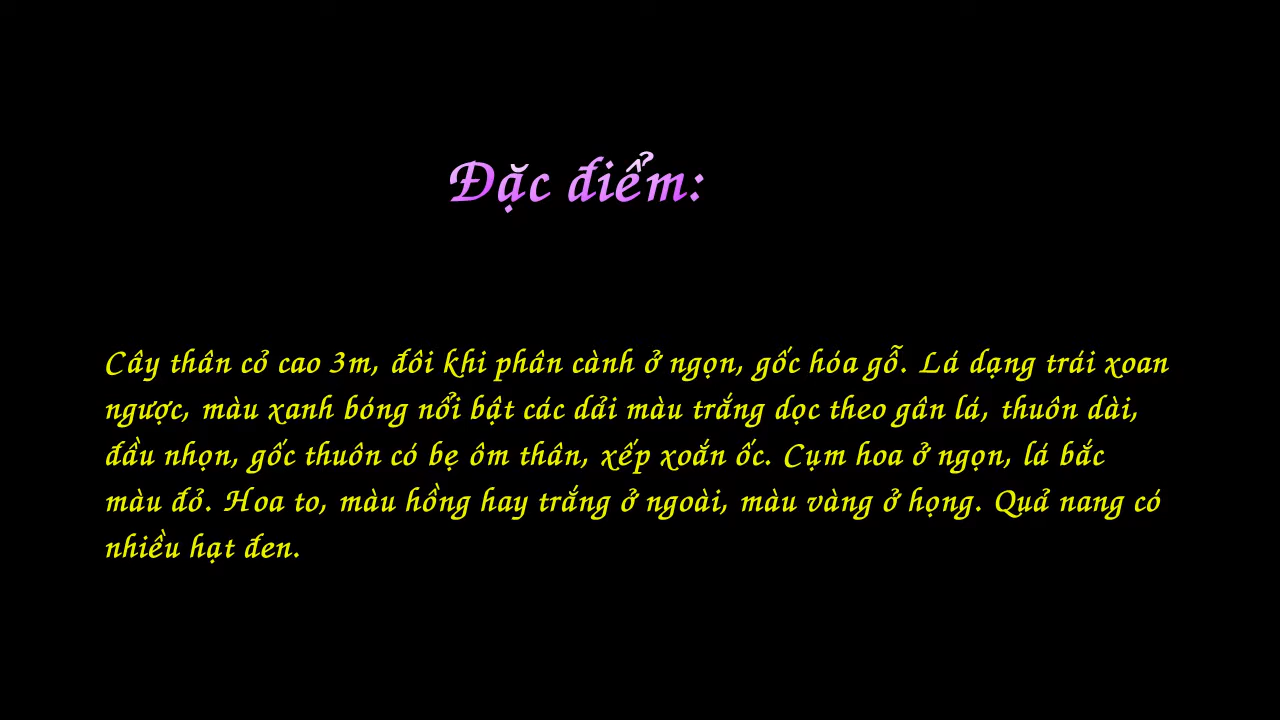 Đặc điểm:
Cây thân cỏ cao 3m, đôi khi phân cành ở ngọn, gốc hóa gỗ. Lá dạng trái xoan
ngược, màu xanh bóng nổi bật các dải màu trắng dọc theo gân lá, thuôn dài,
đầu nhọn, gốc thuôn có bẹ ôm thân, xếp xoắn ốc. Cụm hoa ở ngọn, lá bắc
màu đỏ. Hoa to, màu hồng hay trắng ở ngoài, màu vàng ở họng. Quả nang có
nhiều hạt đen.